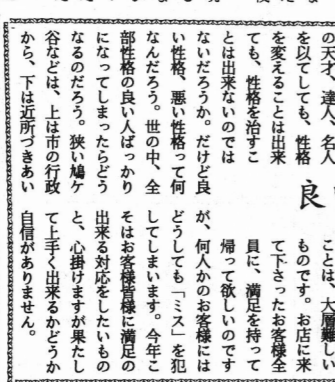 の天才、達人、名人
を以てしても、性格
を変えることは出来
ても、性格を治すこ
とは出来ないのでは
ないだろうか。だけど良
い性格、悪い性格って何
なんだろう。世の中、全
部性格の良い人ばっかり
になってしまったらどう
なるのだろう。狭い鳩ヶ
谷などは、上は市の行政
から、下は近所づきあい
良
ことは、大層難しい
ものです。お店に来
て下さったお客様全
員に、満足を持って
帰って欲しいのです
が、何人かのお客様には
どうしても「ミス」を犯
してしまいます。今年こ
そはお客様皆様に満足の
出来る対応をしたいもの
と、心掛けますが果たし
て上手く出来るかどうか
自信がありません。